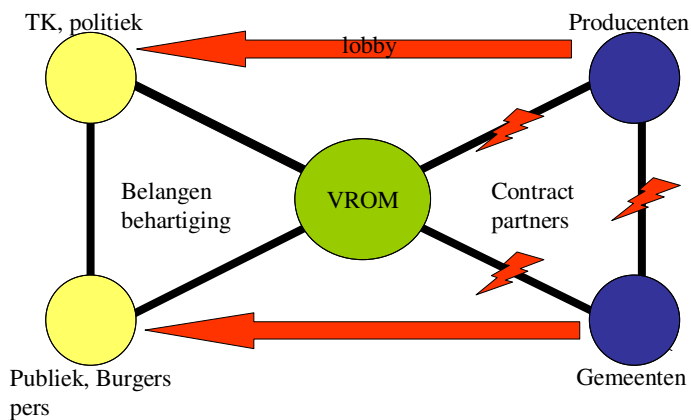 TK, politiek
Producenten
lobby
Belangen
behartiging
VROM
Contract
partners
Publiek, Burgers
pers
Gemeenten